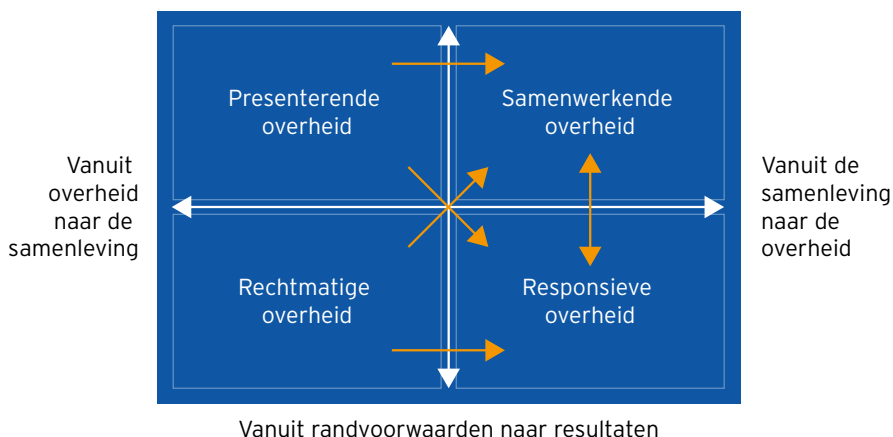 Presenterende
overheid
Samenwerkende
overheid
Vanuit
overheid
naar de
samenleving
Vanuit de
samenleving
naar de
overheid
Rechtmatige
overheid
Responsieve
overheid
Vanuit randvoorwaarden naar resultaten